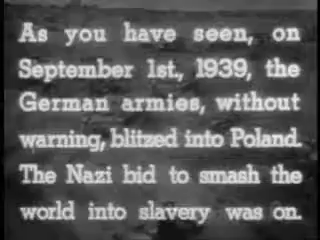 As you have seen, on
September 1st., 1939, the
German armies, without
warning, blitzed into Poland.
The Nazi bid to smash the
world into slavery was on.